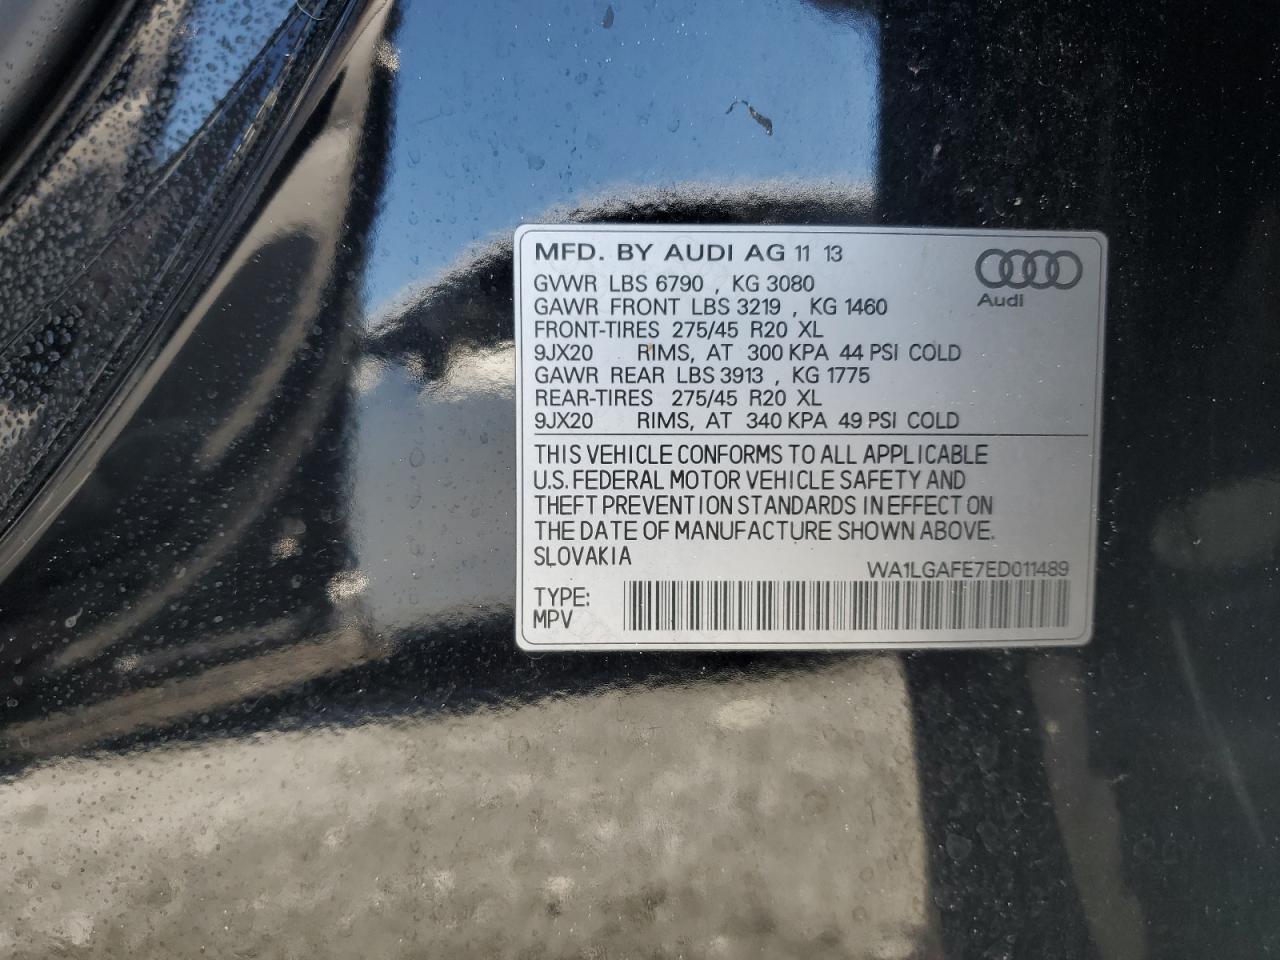 MFD. BY AUDI AG 11 13
GVWR LBS 6790 , KG 3080
GAWR FRONT LBS 3219 , KG 1460
FRONT-TIRES 275/45 R20 XL
9JX20 RIMS, AT 300 KPA 44 PSI COLD
GAWR REAR LBS 3913 , KG 1775
REAR-TIRES 275/45 R20 XL
9JX20 RIMS, AT 340 KPA 49 PSI COLD
Audi
THIS VEHICLE CONFORMS TO ALL APPLICABLE
U.S. FEDERAL MOTOR VEHICLE SAFETY AND
THEFT PREVENTION STANDARDS IN EFFECT ON
THE DATE OF MANUFACTURE SHOWN ABOVE.
SLOVAKIA
WA1LGAFE7ED011489
TYPE:
MPV